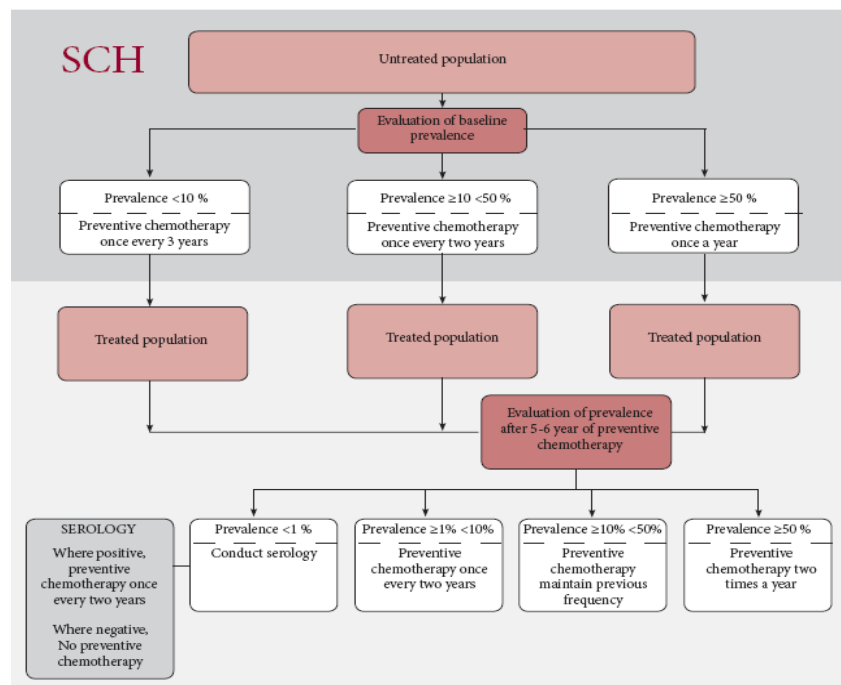 SCH
Untreated population
Evaluation of baseline
prevalence
Prevalence <10 %
Preventive chemotherapy
once every 3 years
Prevalence ≥10 <50 %
Preventive chemotherapy
once every two years
Prevalence ≥50 %
Preventive chemotherapy
once a year
Treated population
Treated population
Treated population
Evaluation of prevalence
after 5-6 year of preventive
chemotherapy
SEROLOGY
Where positive,
preventive
chemotherapy once
every two years
Where negative,
No preventive
chemotherapy
Prevalence <1 %
Conduct serology
Prevalence ≥1% <10%
Preventive
chemotherapy once
every two years
Prevalence ≥10% <50%
Preventive
chemotherapy
maintain previous
frequency
Prevalence ≥50 %
Preventive
chemotherapy two
times a year